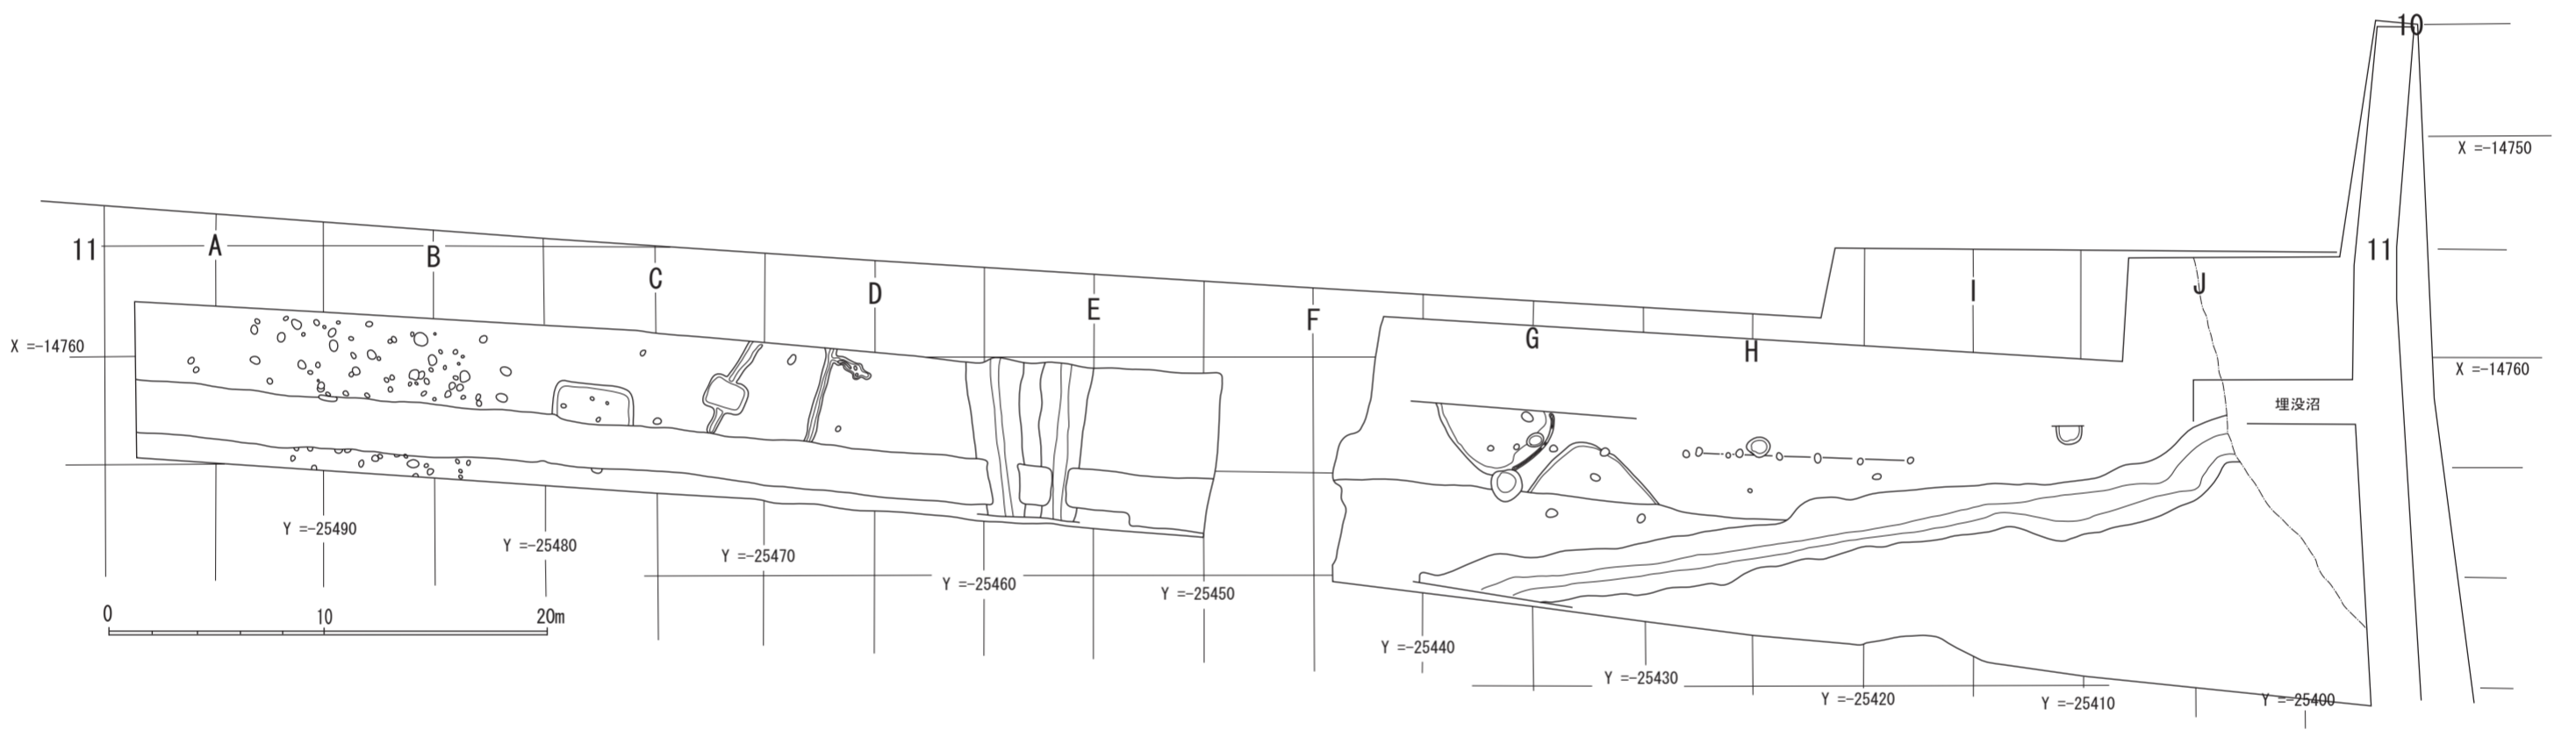 10
X =-14750
11
A
B
C
D
E
F
G
H
I
J
11
X =-14760
X =-14760
埋没沼
Y =-25490
Y =-25480
Y =-25470
Y =-25460
Y =-25450
Y =-25440
Y =-25430
Y =-25420
Y =-25410
Y =-25400
0 10 20m